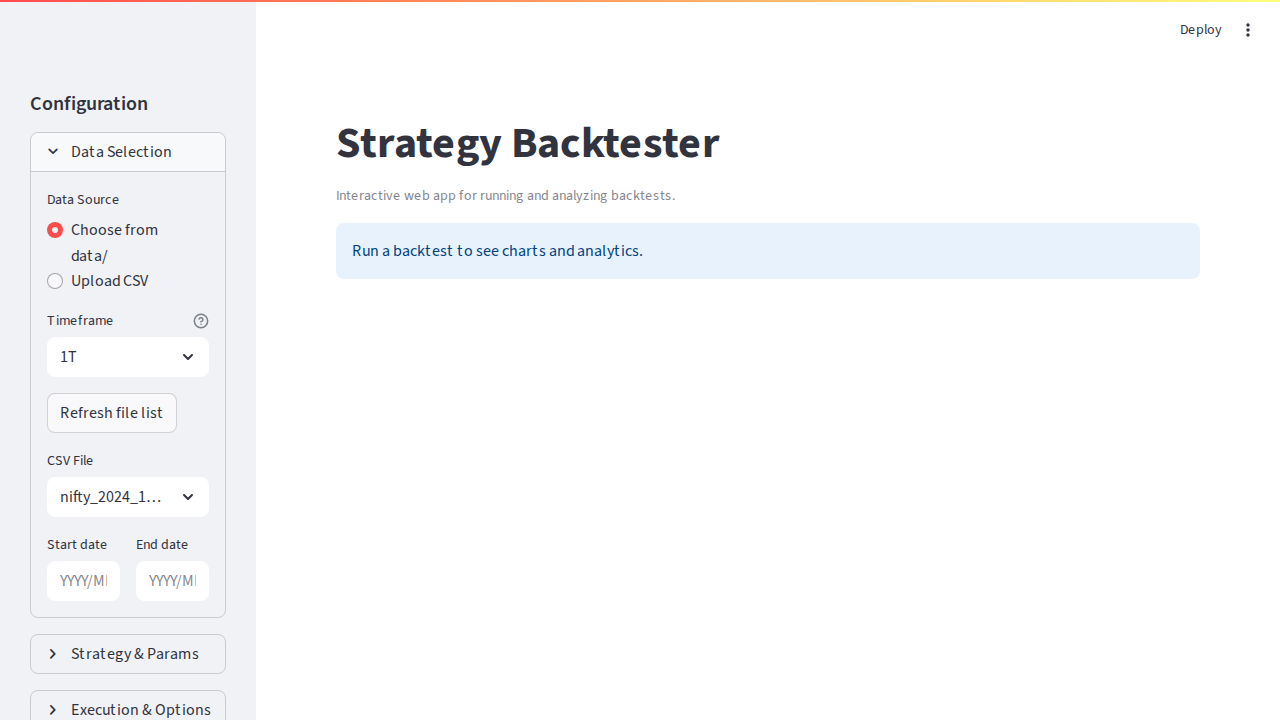 Deploy
Configuration
Data Selection
Data Source
Choose from
data/
Upload CSV
Timeframe
1T
Refresh file list
CSV File
nifty_2024_1...
Start date End date
YYYY/M YYYY/M
Strategy & Params
Execution & Options
Strategy Backtester
Interactive web app for running and analyzing backtests.
Run a backtest to see charts and analytics.